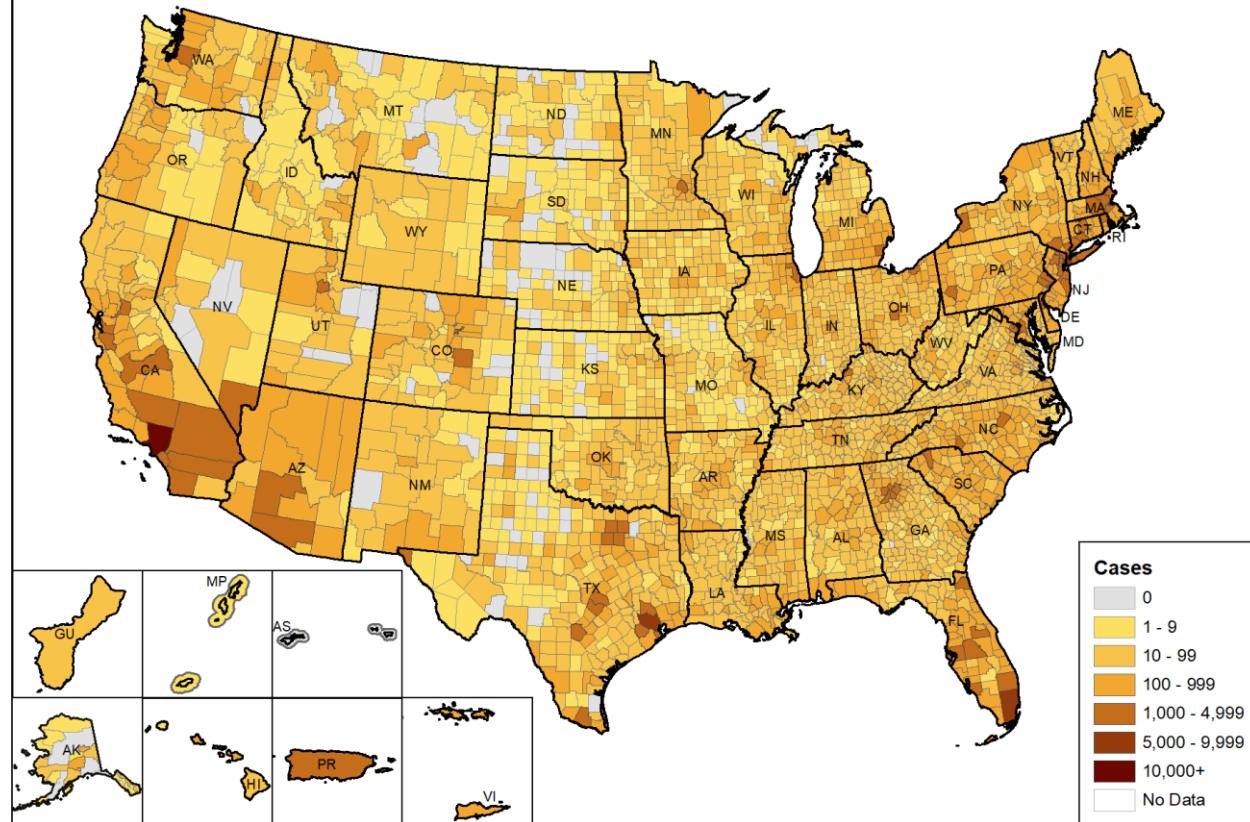 WA
MT
ND
MN
ME
OR
ID
SD
WI
VT
NH
NY
MA
CT
RI
WY
MI
IA
PA
NJ
NE
NV
UT
CO
IL
IN
OH
DE
MD
WV
VA
CA
KS
MO
KY
NC
TN
AZ
NM
OK
AR
SC
MS
AL
GA
TX
LA
FL
GU
MP
AS
AK
HI
PR
VI
Cases
0
1 - 9
10 - 99
100 - 999
1,000 - 4,999
5,000 - 9,999
10,000+
No Data